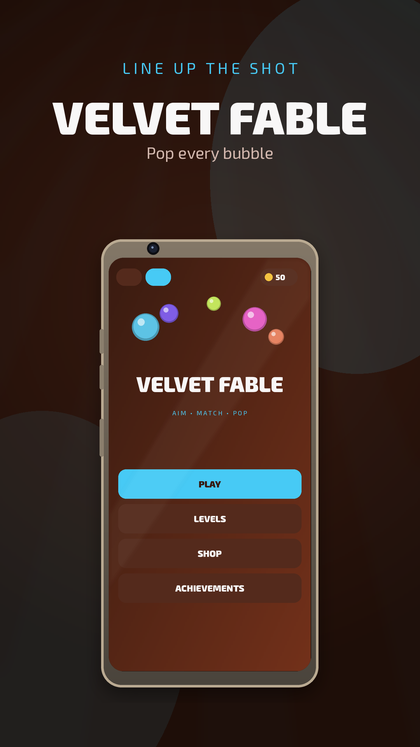 LINE UP THE SHOT
VELVET FABLE
Pop every bubble
50
VELVET FABLE
AIM • MATCH • POP
PLAY
LEVELS
SHOP
ACHIEVEMENTS